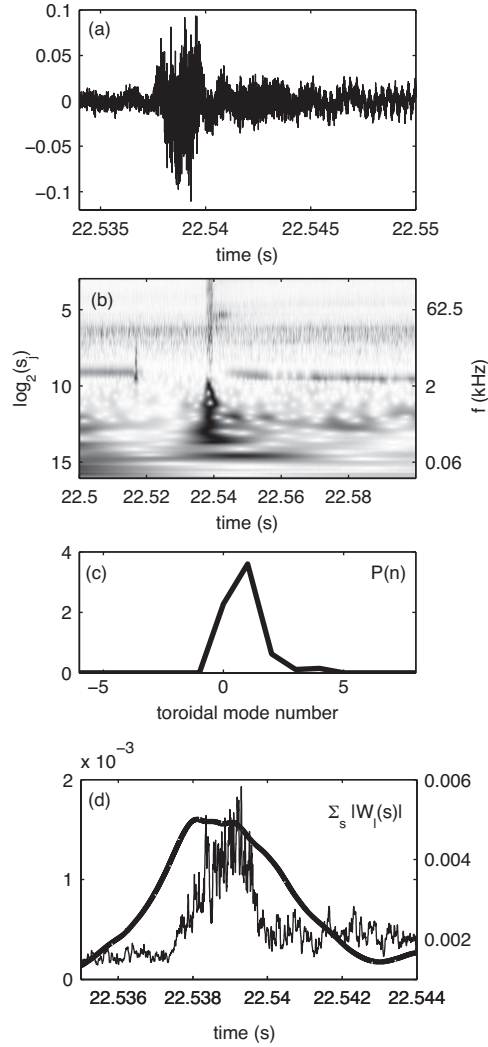 (a)
0.1
0.05
0
−0.05
−0.1
22.535 22.54 22.545 22.55
time (s)
(b)
5
10
15
log2(sj)
62.5
2
0.06
f (kHz)
22.5 22.52 22.54 22.56 22.58
time (s)
(c) P(n)
4
2
0
−5 0 5
toroidal mode number
x 10−3
(d) Σs |Wl(s)|
2
1
0
0.006
0.004
0.002
22.536 22.538 22.54 22.542 22.544
time (s)